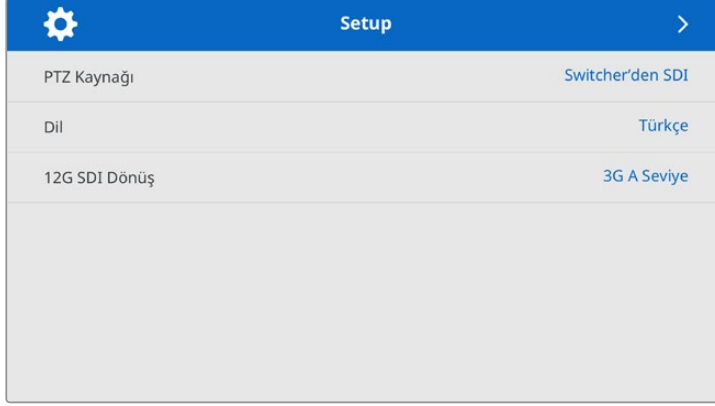 Setup
PTZ Kaynağı Switcher’den SDI
Dil Türkçe
12G SDI Dönüş 3G A Seviye